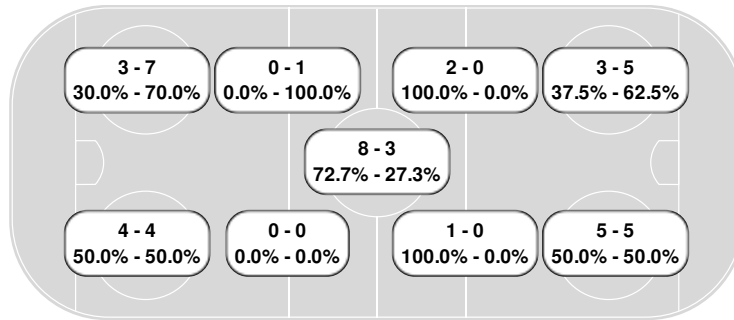 3 - 7
30.0% - 70.0%
0 - 1
0.0% - 100.0%
2 - 0
100.0% - 0.0%
3 - 5
37.5% - 62.5%
8 - 3
72.7% - 27.3%
4 - 4
50.0% - 50.0%
0 - 0
0.0% - 0.0%
1 - 0
100.0% - 0.0%
5 - 5
50.0% - 50.0%